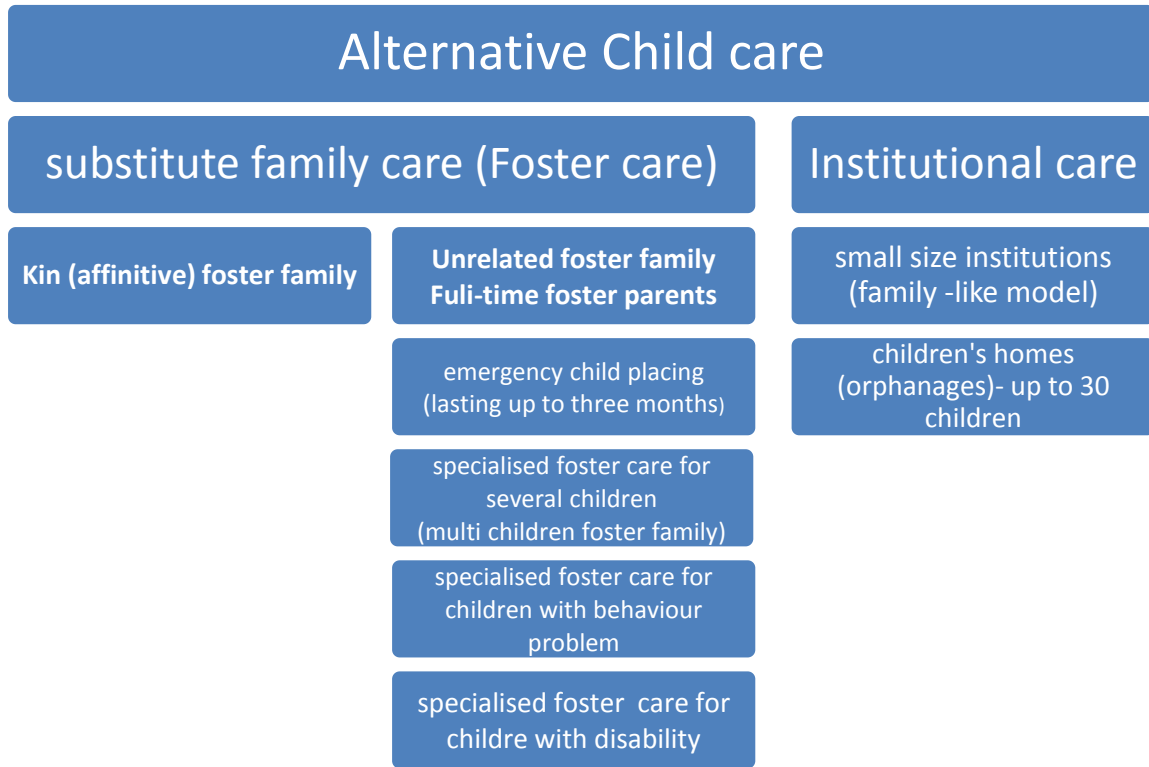 Alternative Child care
substitute family care (Foster care)
Institutional care
Kin (affinitive) foster family
Unrelated foster family
Fuli-time foster parents
small size institutions
(family -like model)
emergency child placing
(lasting up to three months)
children's homes
(orphanages)- up to 30
children
specialised foster care for
several children
(multi children foster family)
specialised foster care for
children with behaviour
problem
specialised foster  care for
childre with disability